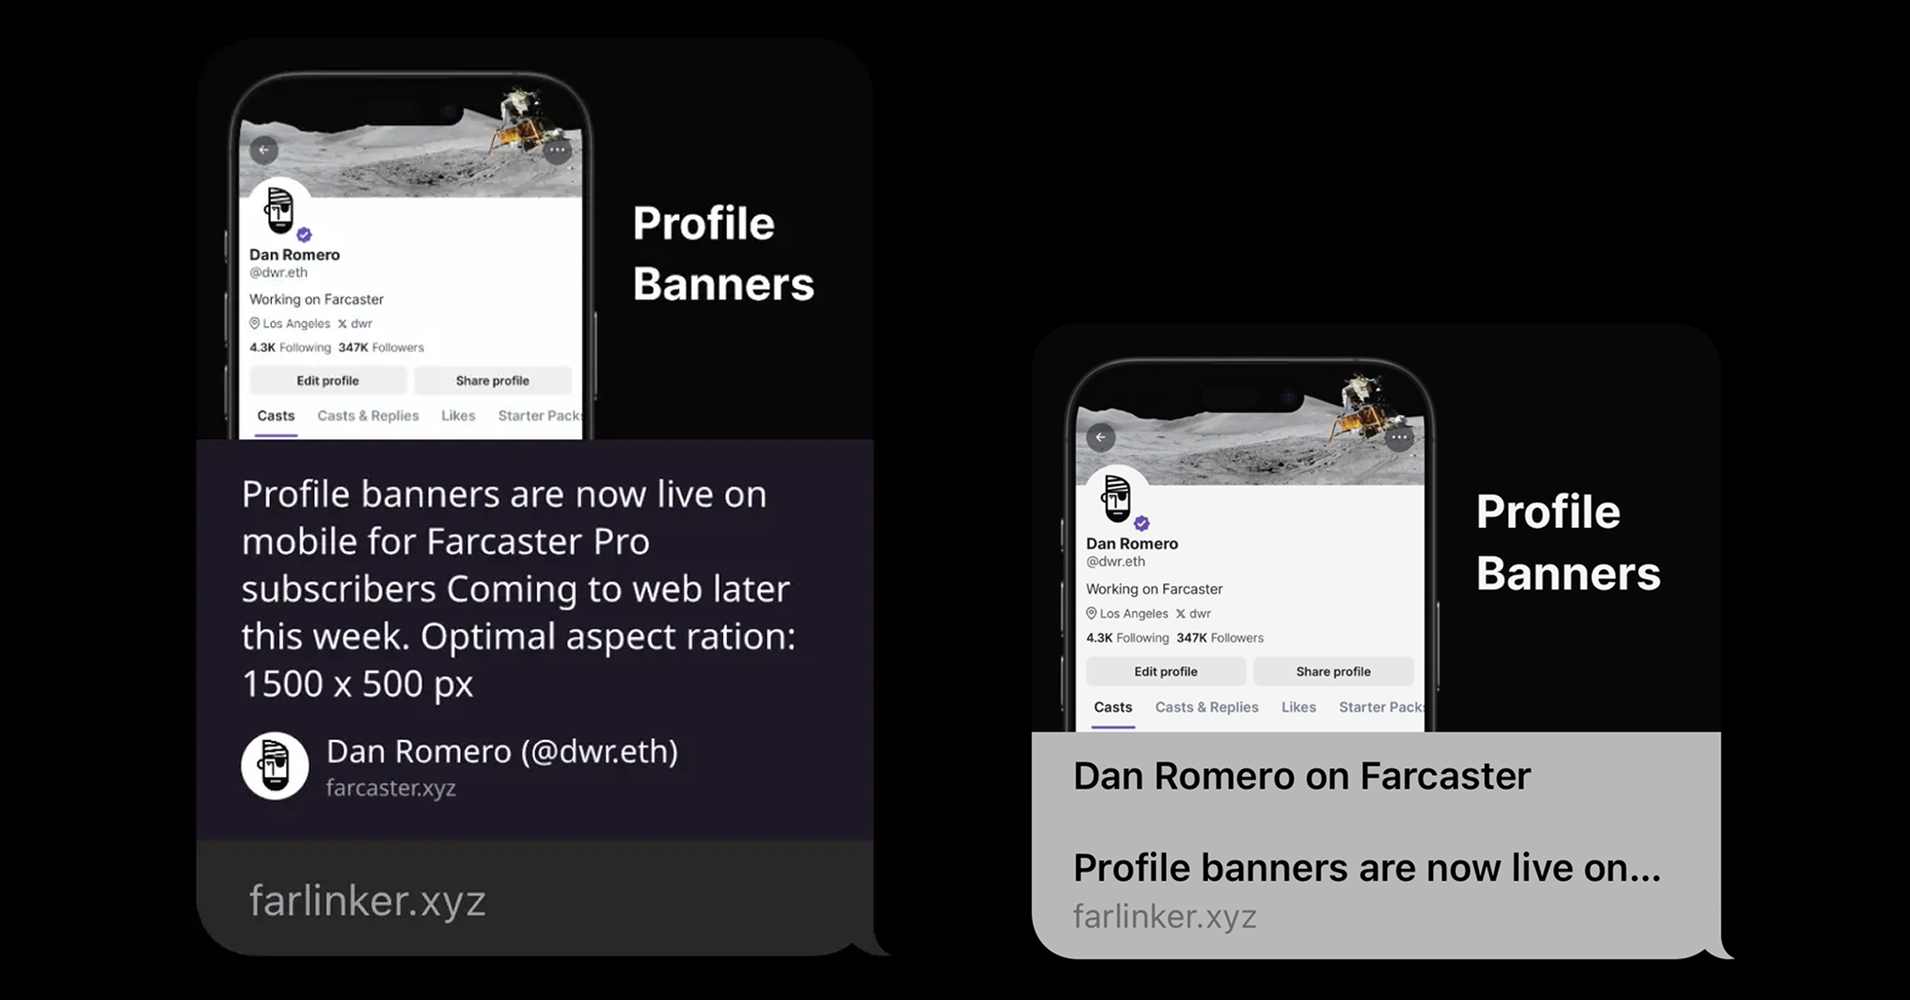 Dan Romero
@dwr.eth
Working on Farcaster
Los Angeles X dwr
4.3K Following 347K Followers
Edit profile Share profile
Casts Casts & Replies Likes Starter Packs
Profile
Banners
Profile banners are now live on
mobile for Farcaster Pro
subscribers Coming to web later
this week. Optimal aspect ration:
1500 x 500 px
Dan Romero (@dwr.eth)
farcaster.xyz
farlinker.xyz
Dan Romero
@dwr.eth
Working on Farcaster
Los Angeles X dwr
4.3K Following 347K Followers
Edit profile Share profile
Casts Casts & Replies Likes Starter Packs
Profile
Banners
Dan Romero on Farcaster
Profile banners are now live on...
farlinker.xyz